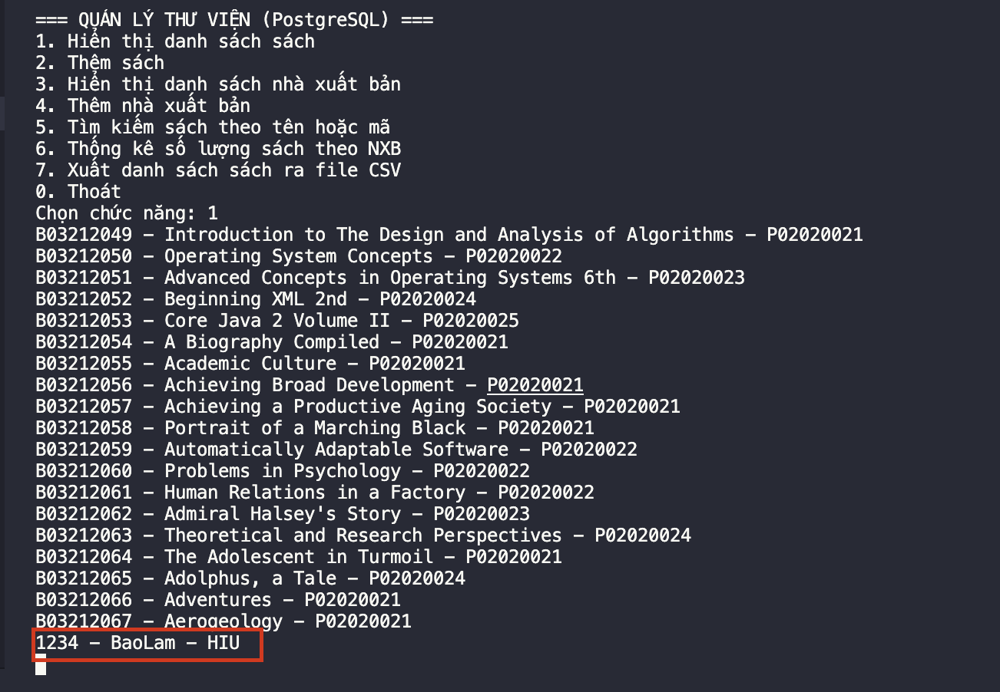 === QUẢN LÝ THƯ VIỆN (PostgreSQL) ===
1. Hiển thị danh sách sách
2. Thêm sách
3. Hiển thị danh sách nhà xuất bản
4. Thêm nhà xuất bản
5. Tìm kiếm sách theo tên hoặc mã
6. Thống kê số lượng sách theo NXB
7. Xuất danh sách sách ra file CSV
0. Thoát
Chọn chức năng: 1
B03212049 – Introduction to The Design and Analysis of Algorithms – P02020021
B03212050 – Operating System Concepts – P02020022
B03212051 – Advanced Concepts in Operating Systems 6th – P02020023
B03212052 – Beginning XML 2nd – P02020024
B03212053 – Core Java 2 Volume II – P02020025
B03212054 – A Biography Compiled – P02020021
B03212055 – Academic Culture – P02020021
B03212056 – Achieving Broad Development – P02020021
B03212057 – Achieving a Productive Aging Society – P02020021
B03212058 – Portrait of a Marching Black – P02020021
B03212059 – Automatically Adaptable Software – P02020022
B03212060 – Problems in Psychology – P02020022
B03212061 – Human Relations in a Factory – P02020022
B03212062 – Admiral Halsey's Story – P02020023
B03212063 – Theoretical and Research Perspectives – P02020024
B03212064 – The Adolescent in Turmoil – P02020021
B03212065 – Adolphus, a Tale – P02020024
B03212066 – Adventures – P02020021
B03212067 – Aerogeology – P02020021
1234 – BaoLam – HIU